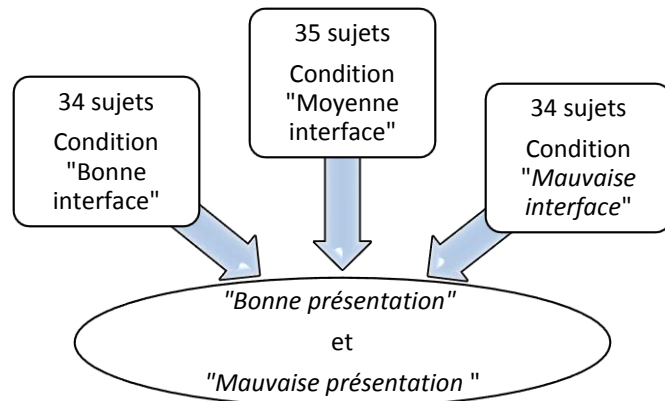 34 sujets
Condition
"Bonne
interface"
35 sujets
Condition
"Moyenne
interface"
34 sujets
Condition
"Mauvaise
interface"
"Bonne présentation"
et
"Mauvaise présentation "